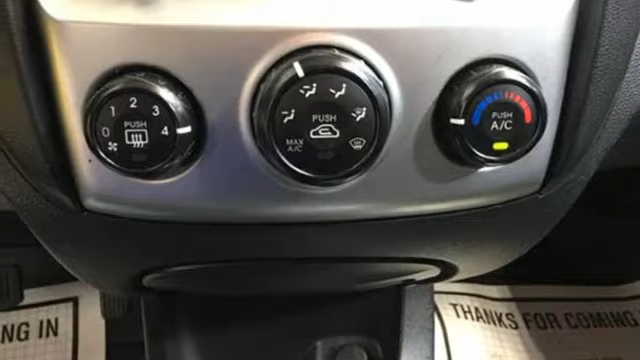 0 1 2 3 4
PUSH
PUSH
MAX
A/C
PUSH
A/C
NG IN
THANKS FOR COMING